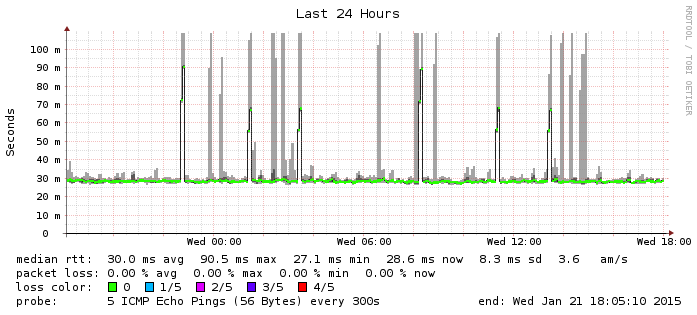 Last 24 Hours
RRDTOOL / TOBI OETIKER
Seconds
100 m
90 m
80 m
70 m
60 m
50 m
40 m
30 m
20 m
10 m
0
Wed 00:00 Wed 06:00 Wed 12:00 Wed 18:00
median rtt: 30.0 ms avg 90.5 ms max 27.1 ms min 28.6 ms now 8.3 ms sd 3.6 am/s
packet loss: 0.00 % avg 0.00 % max 0.00 % min 0.00 % now
loss color: 0 1/5 2/5 3/5 4/5
probe: 5 ICMP Echo Pings (56 Bytes) every 300s end: Wed Jan 21 18:05:10 2015